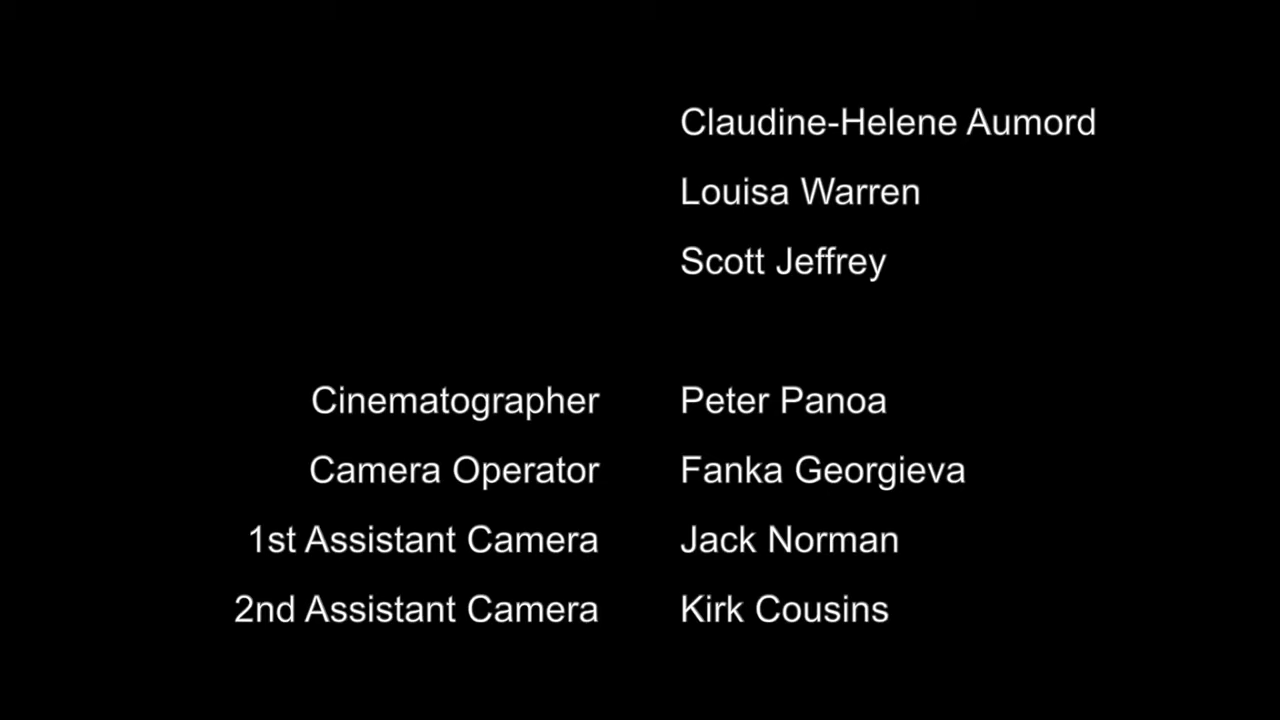 Claudine-Helene Aumord
Louisa Warren
Scott Jeffrey
Cinematographer Peter Panoa
Camera Operator Fanka Georgieva
1st Assistant Camera Jack Norman
2nd Assistant Camera Kirk Cousins